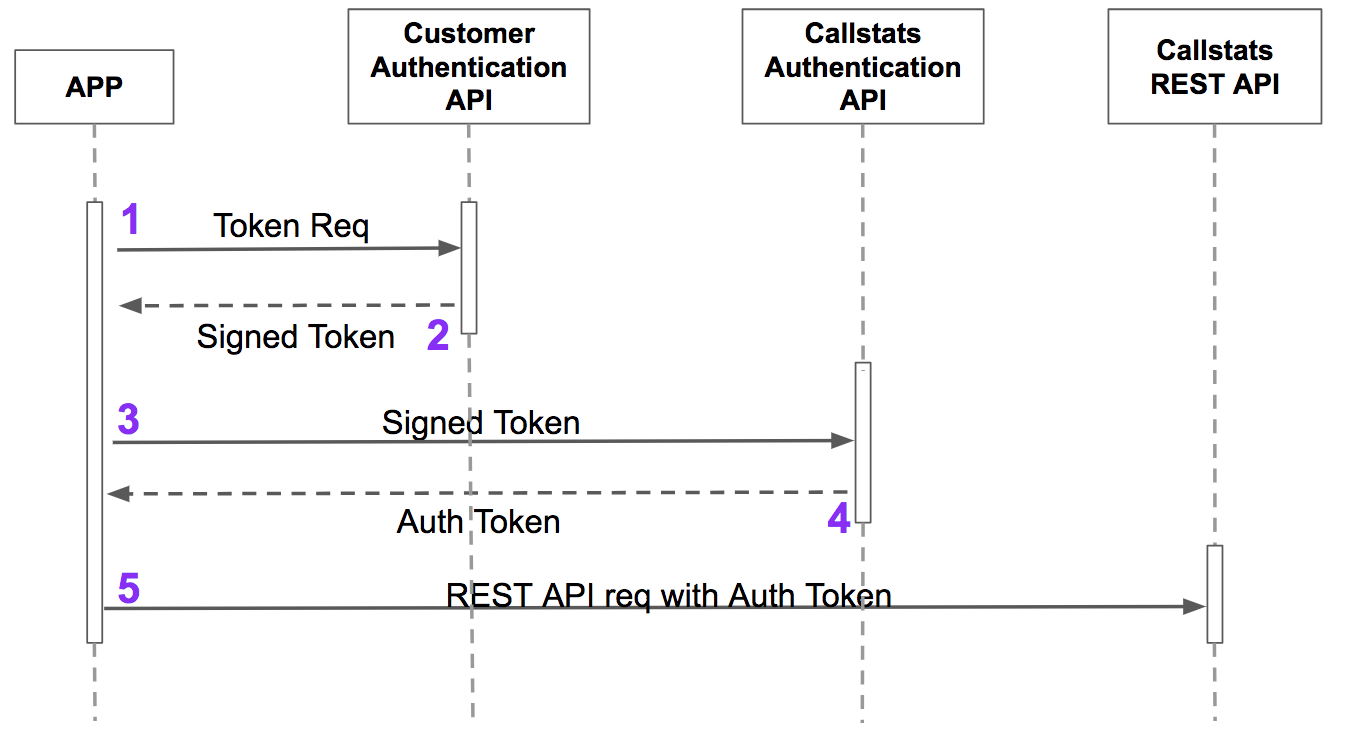 APP
Customer
Authentication
API
Callstats
Authentication
API
Callstats
REST API
1
Token Req
Signed Token
2
3
Signed Token
Auth Token
4
5
REST API req with Auth Token